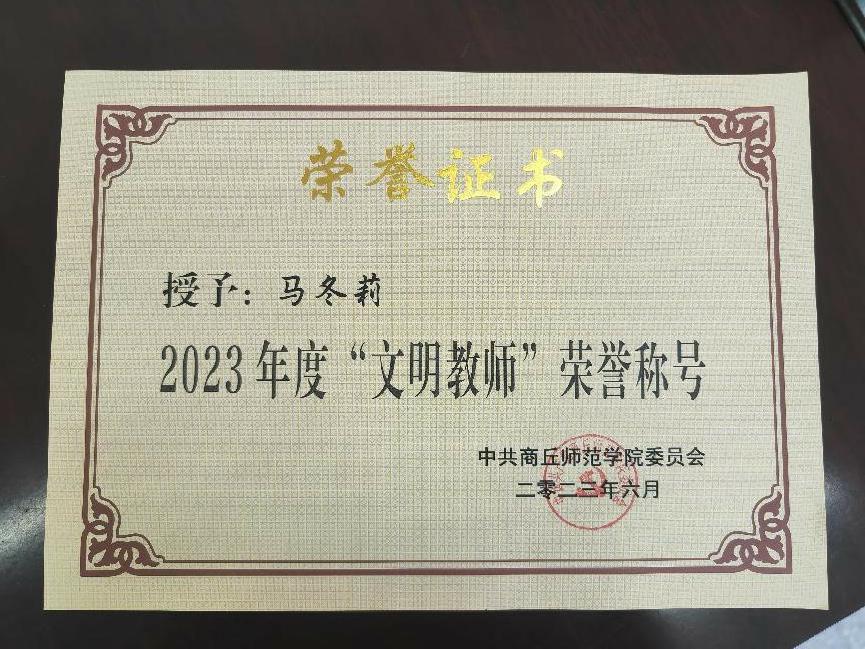 荣誉证书
授予：马冬莉
2023年度“文明教师”荣誉称号
中共商丘师范学院委员会
二零二三年六月